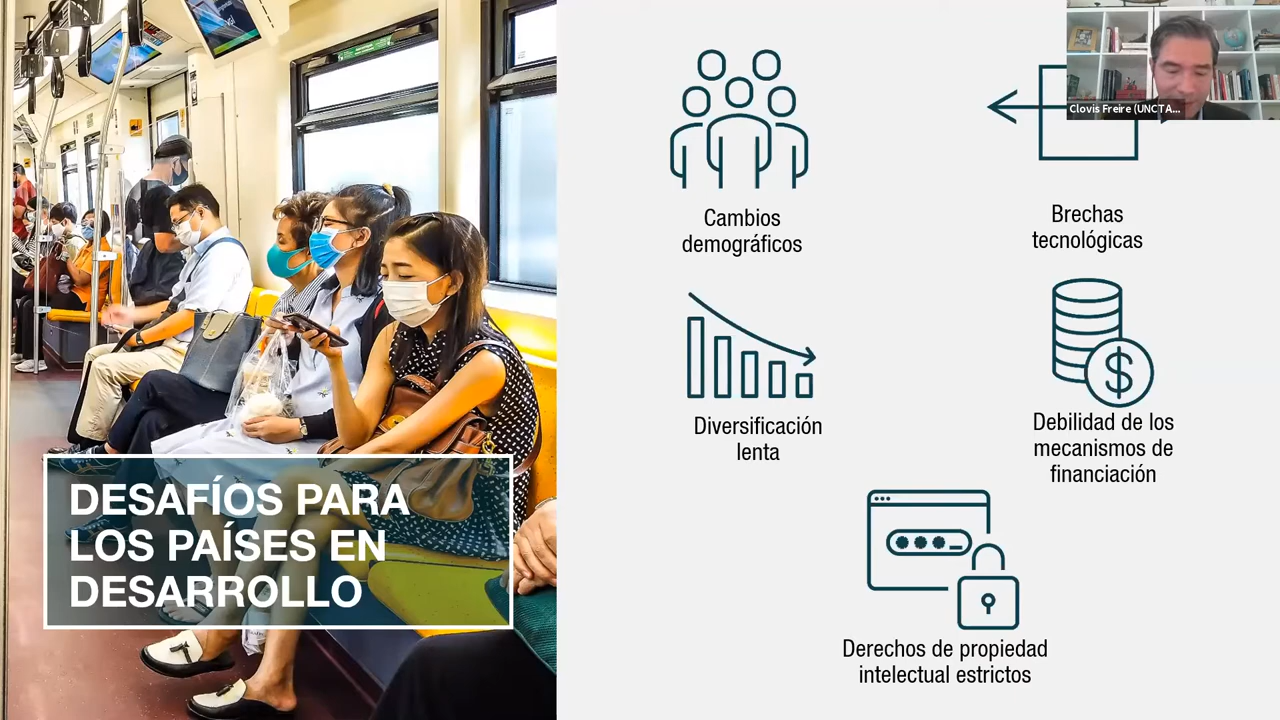 DESAFÍOS PARA
LOS PAÍSES EN
DESARROLLO
Cambios
demográficos
Clovis Freire (UNCTA...
Brechas
tecnológicas
Diversificación
lenta
Debilidad de los
mecanismos de
financiación
Derechos de propiedad
intelectual estrictos